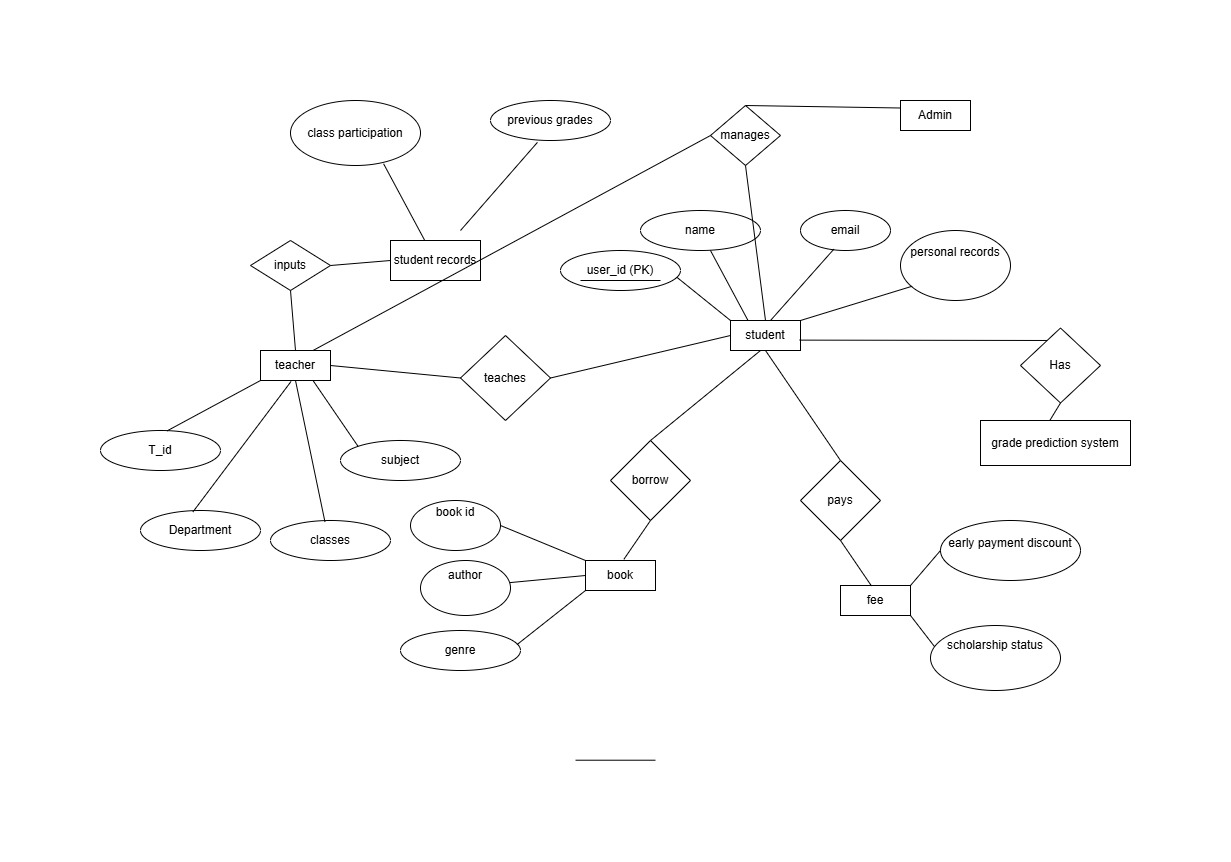 class participation
previous grades
manages
Admin
name
email
personal records
user_id (PK)
inputs
student records
student
teacher
teaches
Has
T_id
subject
grade prediction system
borrow
pays
book id
Department
classes
early payment discount
author
book
fee
genre
scholarship status